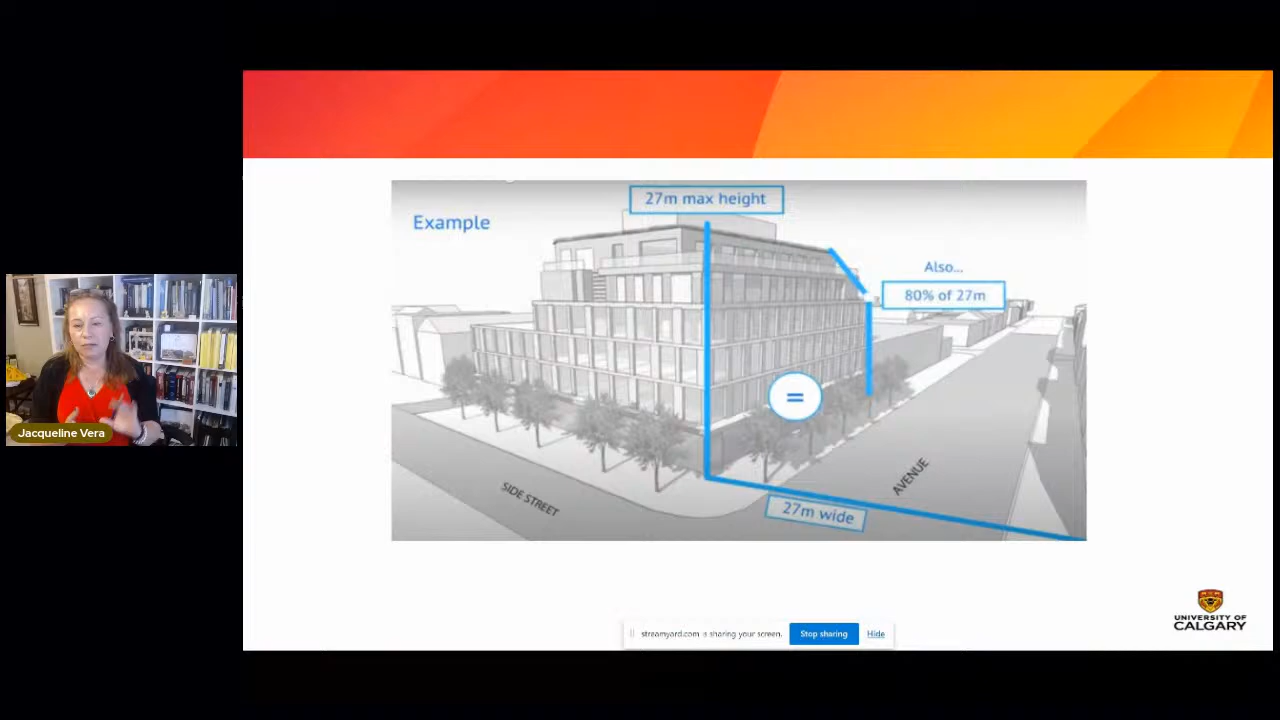 27m max height
Example
Also...
80% of 27m
=
27m wide
SIDE STREET
AVENUE
Jacqueline Vera
UNIVERSITY OF
CALGARY
streamyard.com is sharing your screen.
Stop sharing
Hide